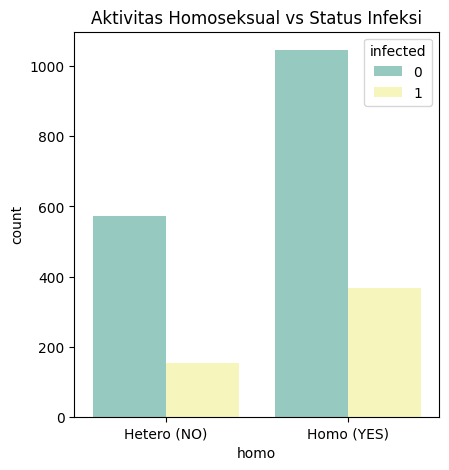 Aktivitas Homoseksual vs Status Infeksi
infected
0
1
1000
800
600
400
200
0
count
Hetero (NO)
Homo (YES)
homo